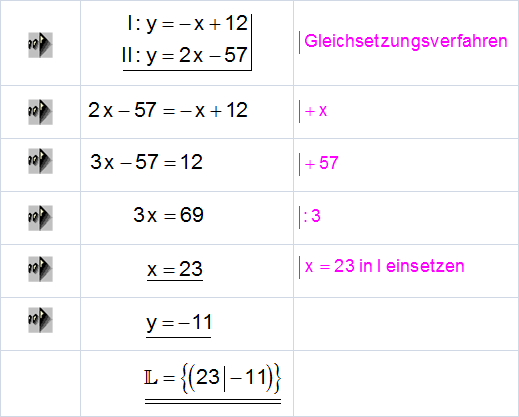 I: y = −x + 12
II: y = 2x − 57
|Gleichsetzungsverfahren
2x − 57 = −x + 12 |+ x
3x − 57 = 12 |+ 57
3x = 69 |: 3
x = 23 |x = 23 in I einsetzen
y = −11
𝕃 = {(23|−11)}